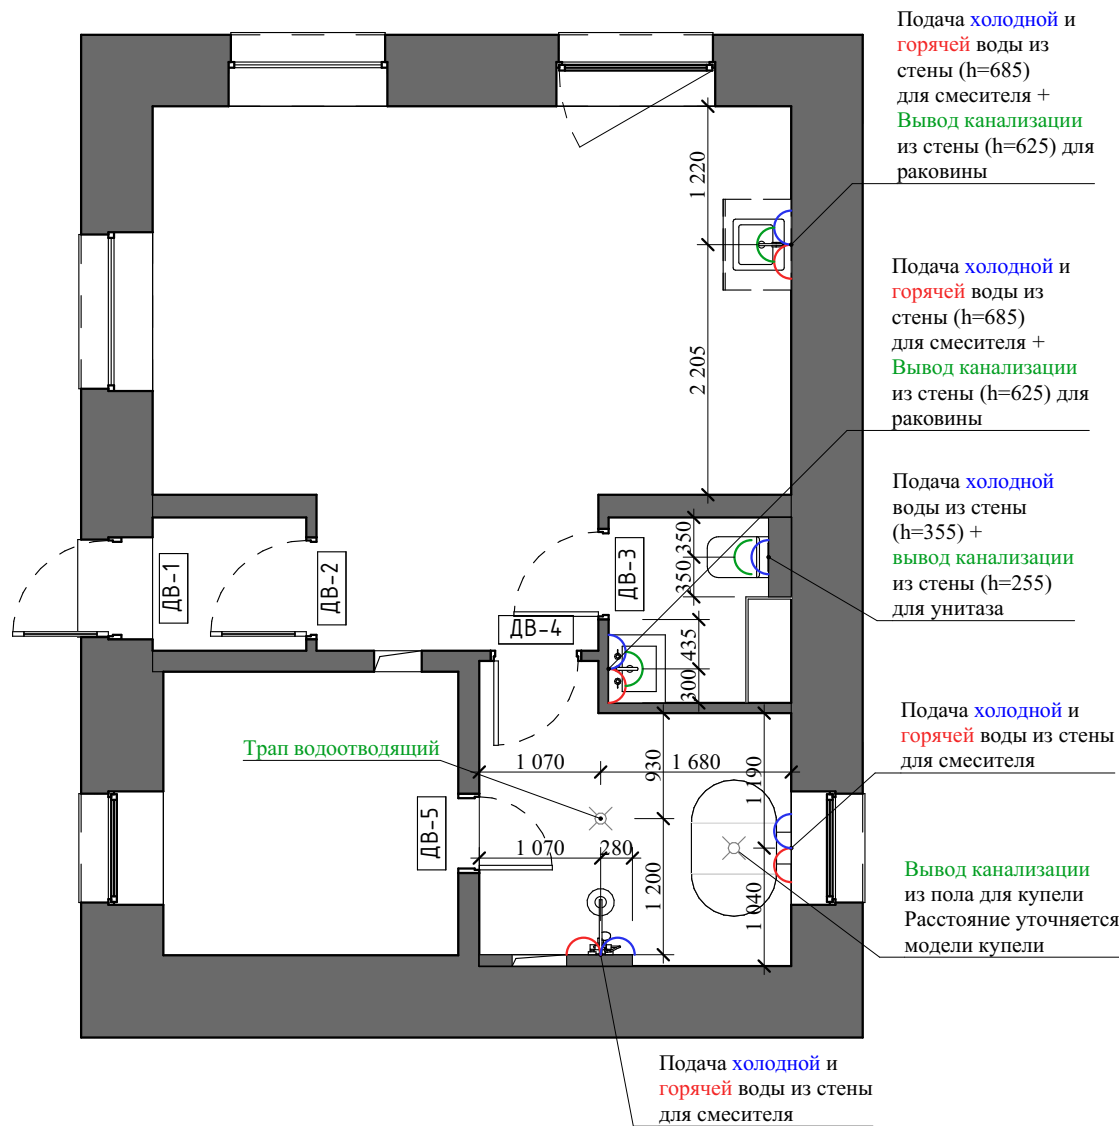 Подача холодной и
горячей воды из
стены (h=685)
для смесителя +
Вывод канализации
из стены (h=625) для
раковины
1 220
2 205
Подача холодной и
горячей воды из
стены (h=685)
для смесителя +
Вывод канализации
из стены (h=625) для
раковины
Подача холодной
воды из стены
(h=355) +
вывод канализации
из стены (h=255)
для унитаза
ДВ-1
ДВ-2
ДВ-3
ДВ-4
350
350
435
300
Подача холодной и
горячей воды из стены
для смесителя
Трап водоотводящий
1 070
930
1 680
1 190
ДВ-5
1 070
280
1 200
1 040
Вывод канализации
из пола для купели
Расстояние уточняется
модели купели
Подача холодной и
горячей воды из стены
для смесителя